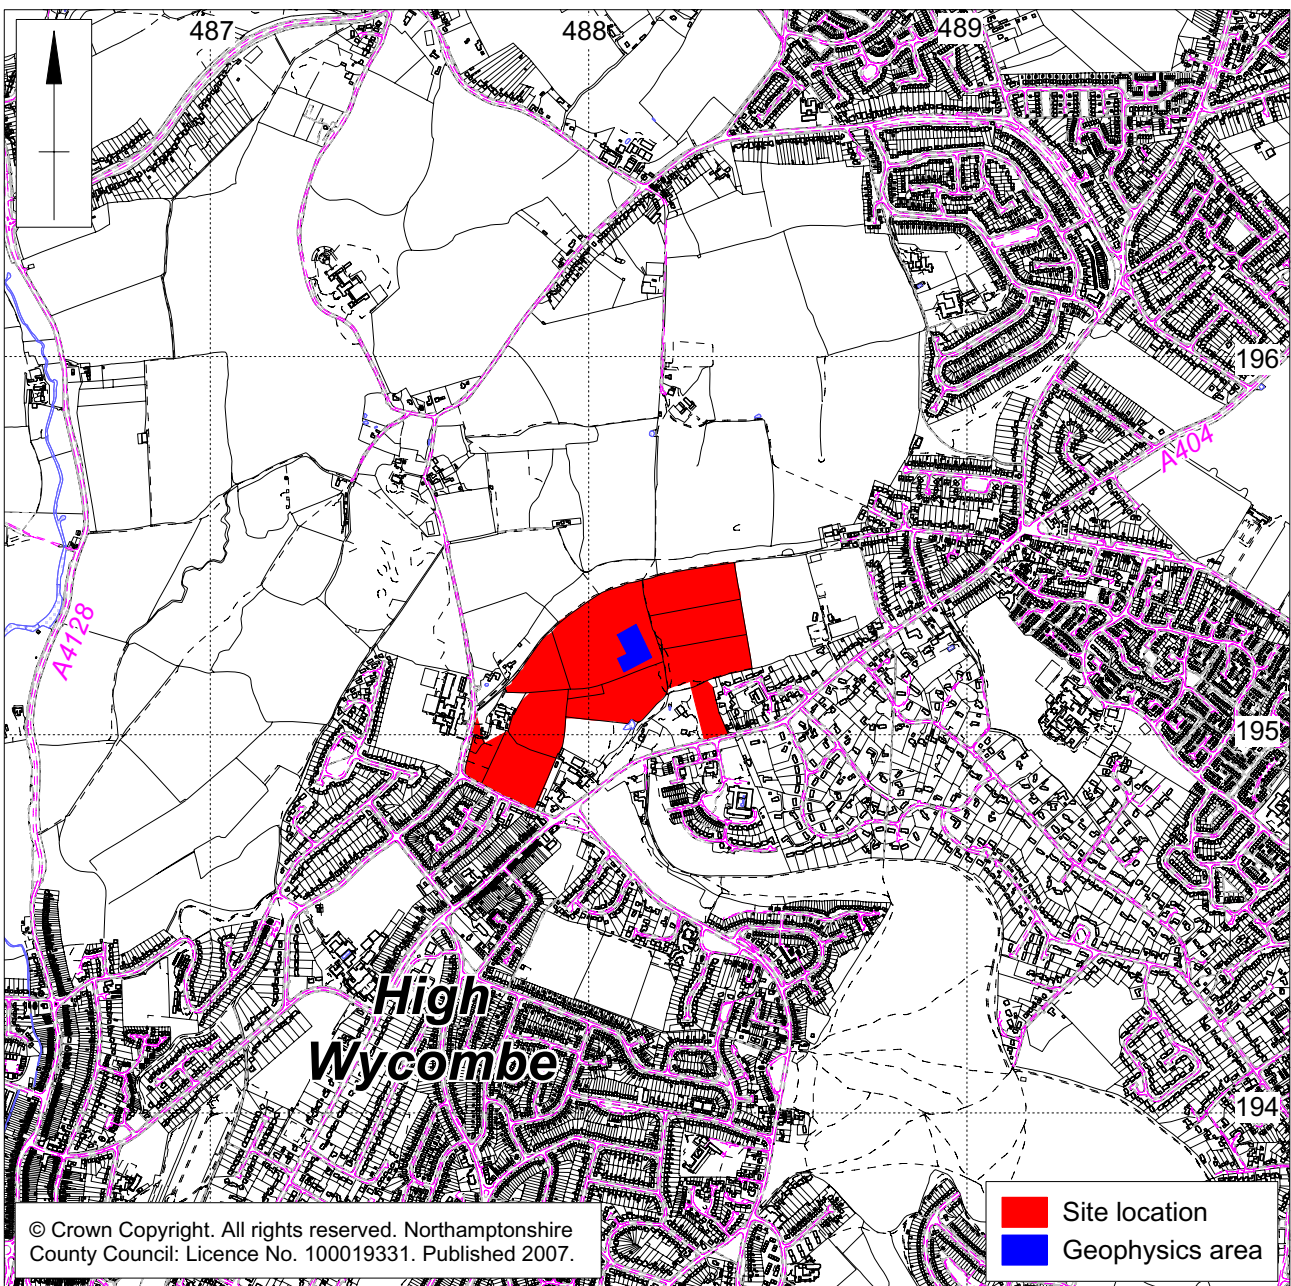 487
488
489
196
A404
A4128
195
High
Wycombe
194
© Crown Copyright. All rights reserved. Northamptonshire
County Council: Licence No. 100019331. Published 2007.
Site location
Geophysics area